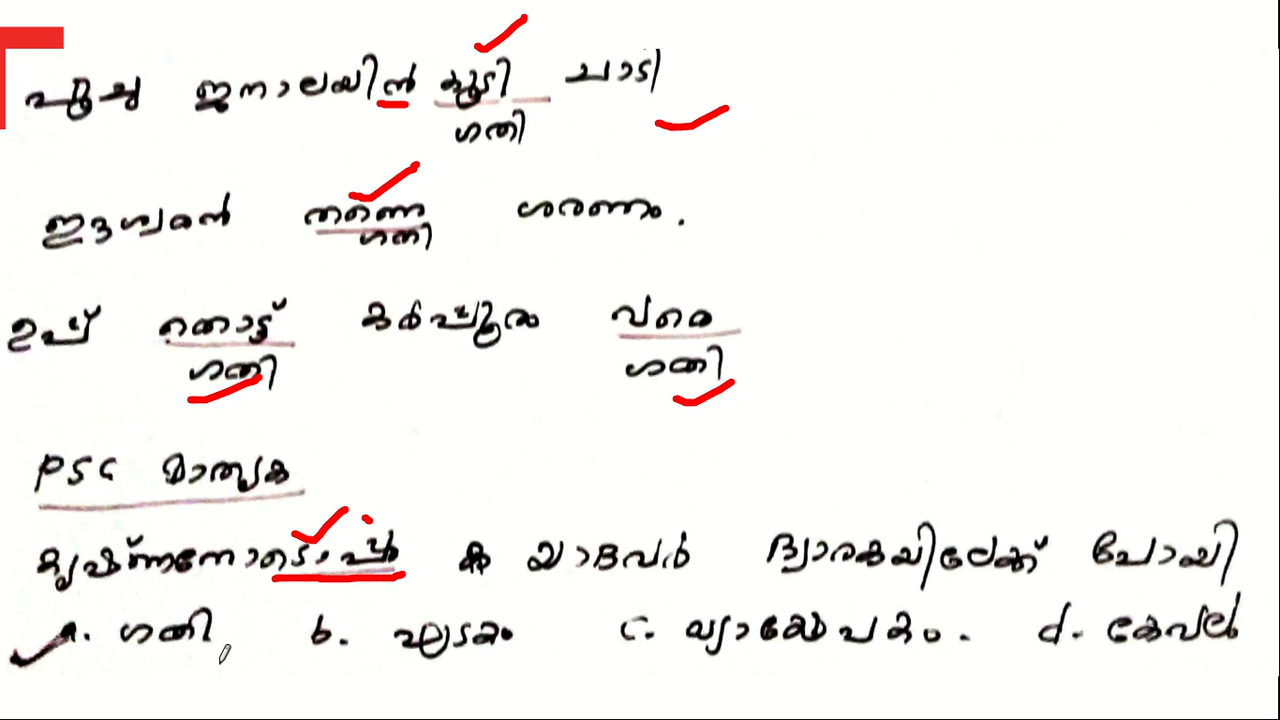 പൂച്ച ജനാലയിൽ കൂടി ചാടി
ഗതി
ഈശ്വരൻ തന്നെ ശരണം.
ഗതി
ഉപ്പ് തൊട്ട് കർപ്പൂരം വരെ
ഗതി ഗതി
PSC മാതൃക
കൃഷ്ണനോടൊപ്പം യാദവർ ദ്വാരകയിലേക്ക് പോയി
a. ഗതി b. ഘടകം c. വ്യാക്ഷേപകം. d. കേവലം